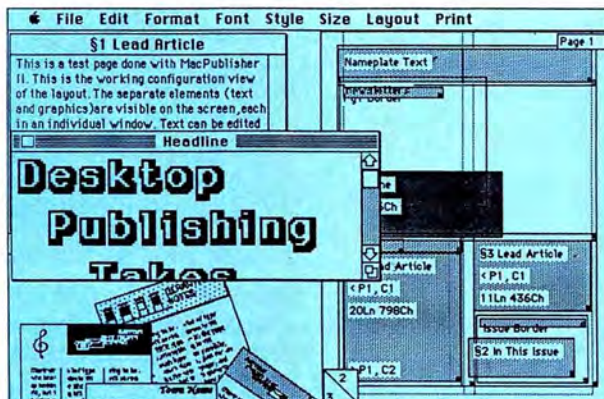 File Edit Format Font Style Size Layout Print
§1 Lead Article
This is a test page done with MacPublisher
II. This is the working configuration view
of the layout. The separate elements (text
and graphics)are visible on the screen,each
in an individual window. Text can be edited
Headline
Desktop
Publishing
Takes
Page 1
Nameplate Text
Pg1 Border
Ch
d Article
<P1, C1
20Ln 798Ch
>P1, C2
§3 Lead Article
<P1, C1
11Ln 436Ch
Issue Border
§2 In This Issue
2
3